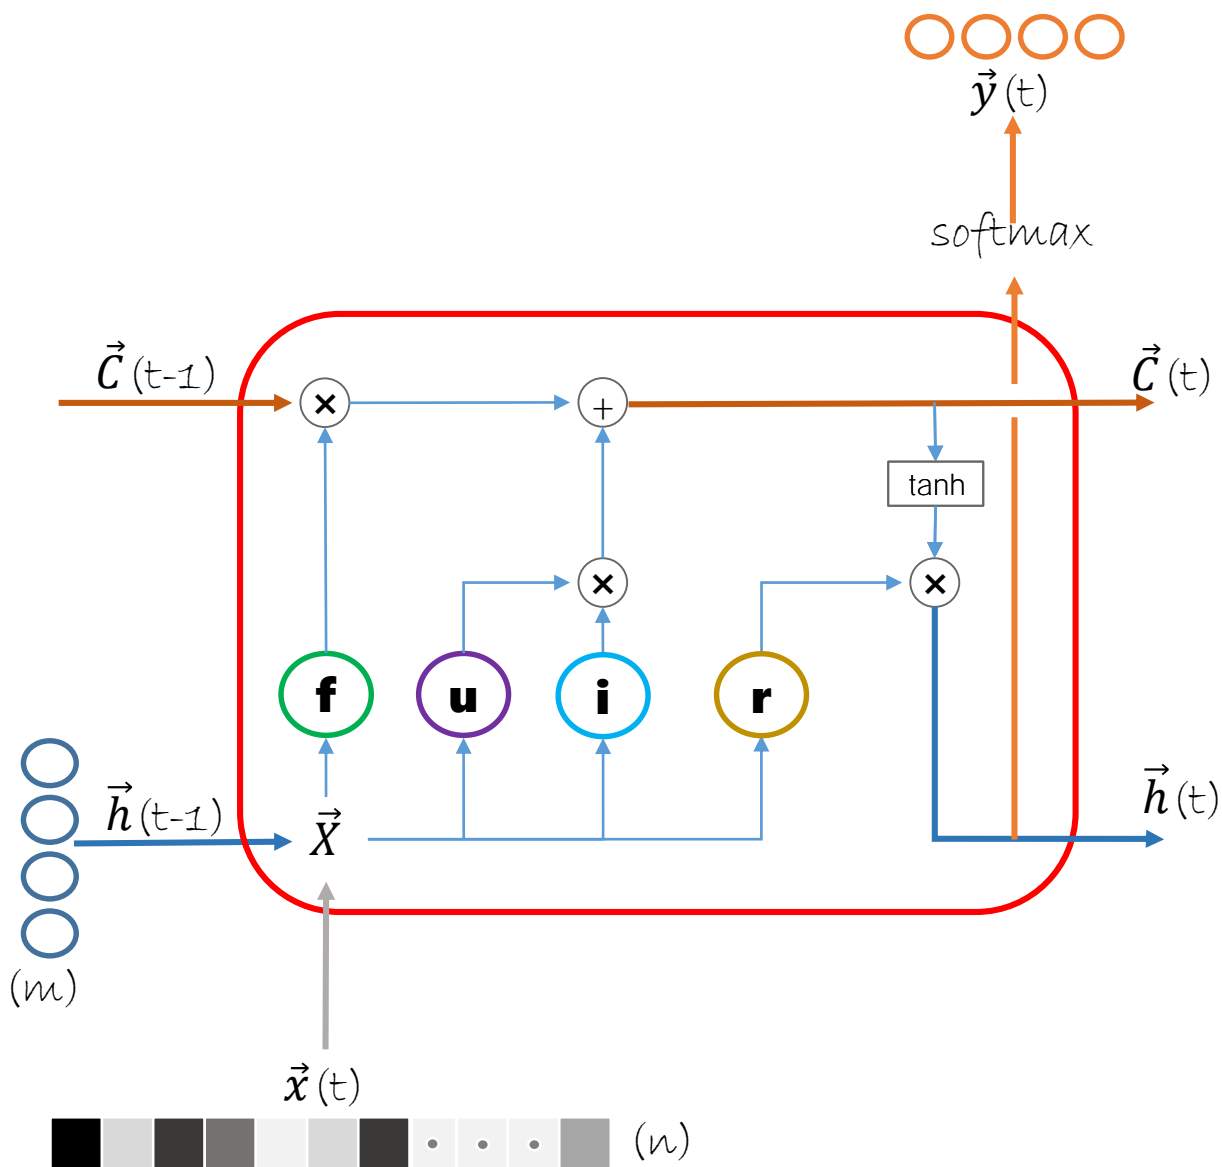 y⃗ (t)
softmax
C⃗ (t-1)
C⃗ (t)
×
+
tanh
×
×
f
u
i
r
h⃗ (t-1)
X⃗
h⃗ (t)
(m)
x⃗ (t)
(n)